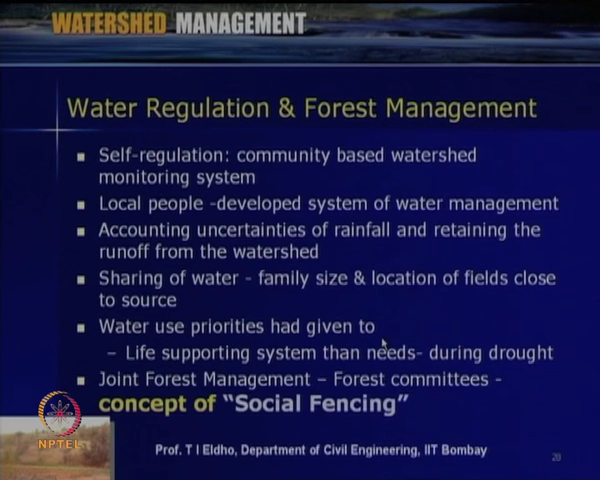 WATERSHED MANAGEMENT
Water Regulation & Forest Management
Self-regulation: community based watershed
monitoring system
Local people -developed system of water management
Accounting uncertainties of rainfall and retaining the
runoff from the watershed
Sharing of water - family size & location of fields close
to source
Water use priorities had given to
– Life supporting system than needs- during drought
Joint Forest Management – Forest committees -
concept of "Social Fencing"
NPTEL
Prof. T I Eldho, Department of Civil Engineering, IIT Bombay
20